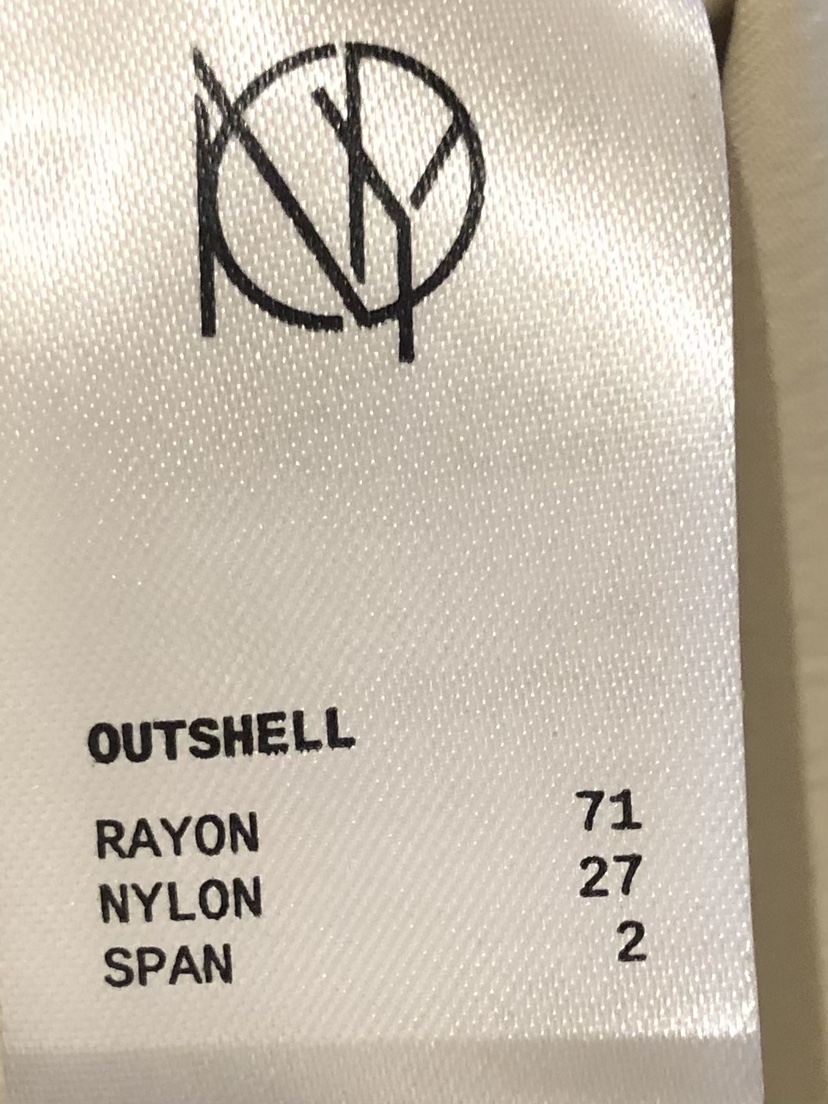 OUTSHELL
RAYON 71
NYLON 27
SPAN 2